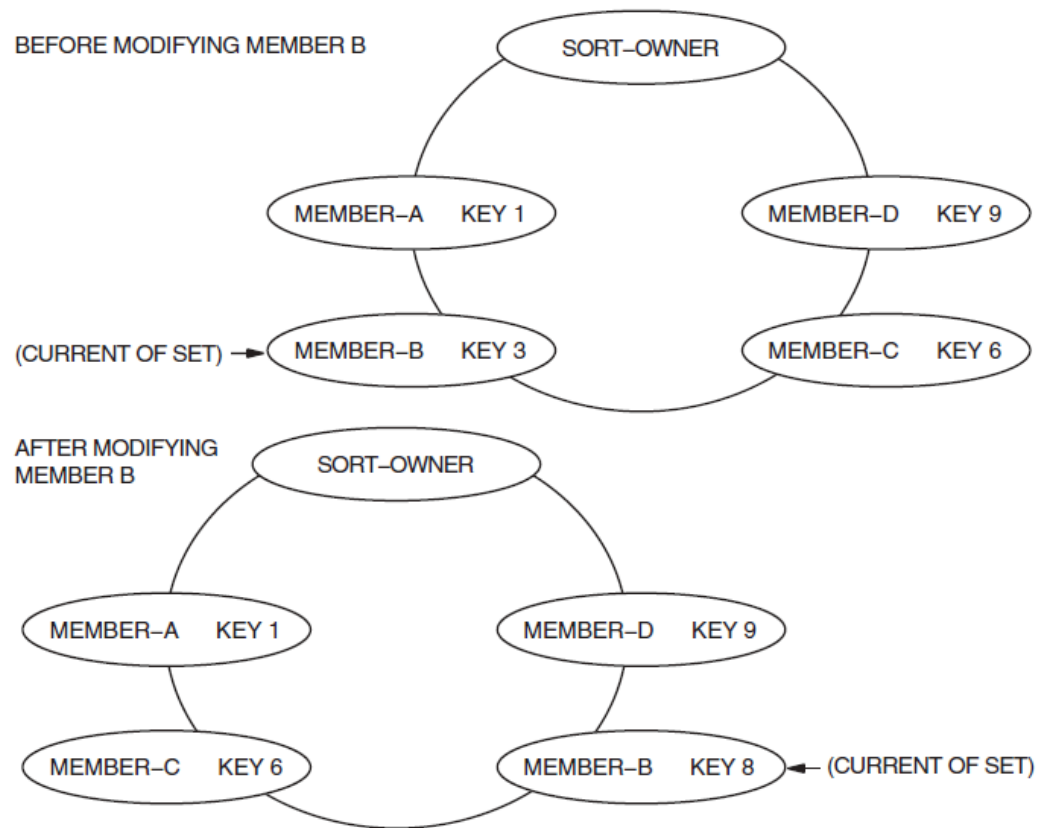 BEFORE MODIFYING MEMBER B
SORT–OWNER
MEMBER–A KEY 1
MEMBER–D KEY 9
(CURRENT OF SET)
MEMBER–B KEY 3
MEMBER–C KEY 6
AFTER MODIFYING
MEMBER B
SORT–OWNER
MEMBER–A KEY 1
MEMBER–D KEY 9
MEMBER–C KEY 6
MEMBER–B KEY 8
(CURRENT OF SET)